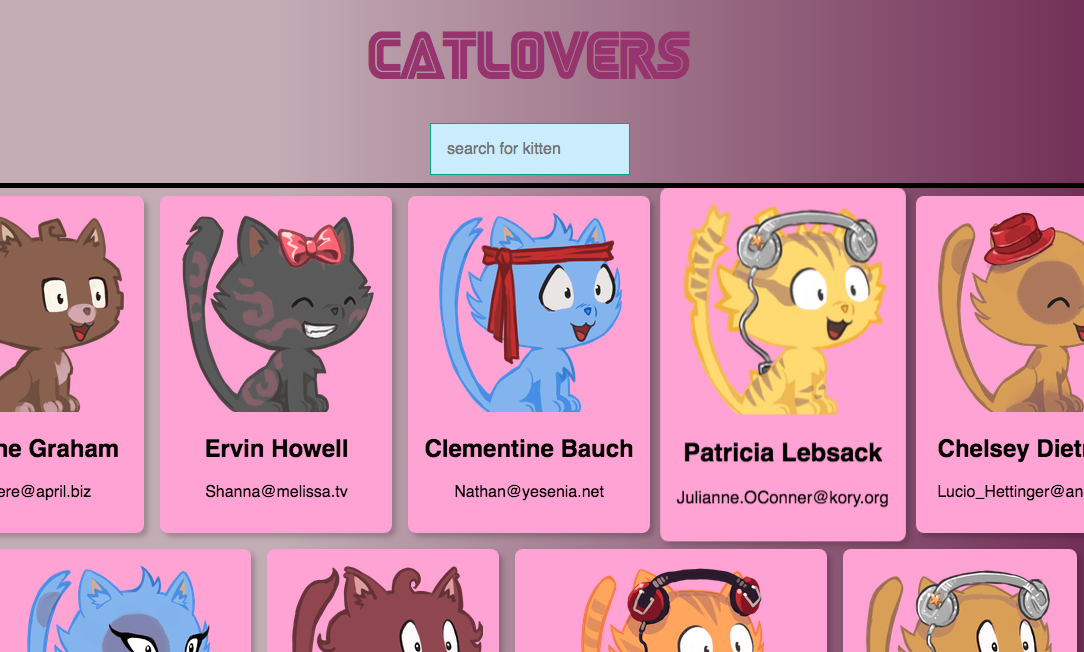 CATLOVERS
search for kitten
ne Graham
ere@april.biz
Ervin Howell
Shanna@melissa.tv
Clementine Bauch
Nathan@yesenia.net
Patricia Lebsack
Julianne.OConner@kory.org
Chelsey Diet
Lucio_Hettinger@an